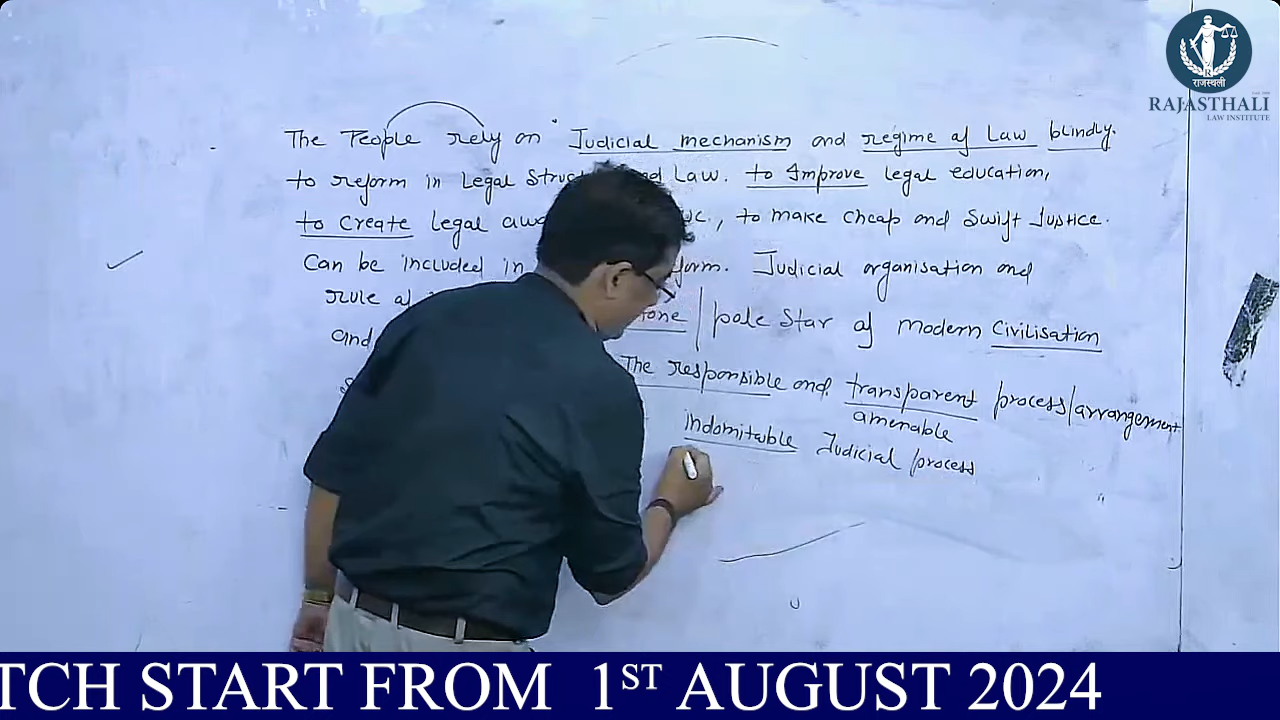 राजस्थली
RAJASTHALI
LAW INSTITUTE
The People rely on Judicial mechanism and regime of Law blindly.
to reform in Legal Law. to Improve legal education,
to create legal to make cheap and swift Justice.
can be included in Judicial organisation and
rule of pole star of modern civilisation
and
The responsible and transparent process/arrangement
amenable
indomitable Judicial process
TCH START FROM 1ST AUGUST 2024